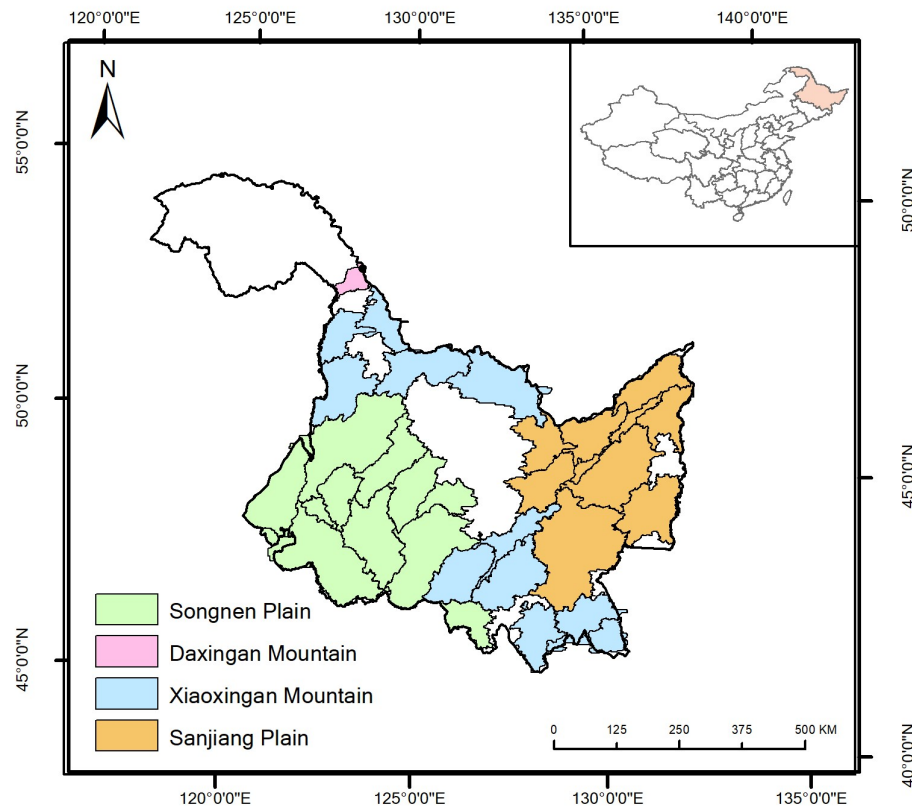 120°0'0"E 125°0'0"E 130°0'0"E 135°0'0"E 140°0'0"E
N
55°0'0"N
50°0'0"N
50°0'0"N
45°0'0"N
Songnen Plain
Daxingan Mountain
45°0'0"N
Xiaoxingan Mountain
Sanjiang Plain
0 125 250 375 500 KM
40°0'0"N
120°0'0"E 125°0'0"E 130°0'0"E 135°0'0"E